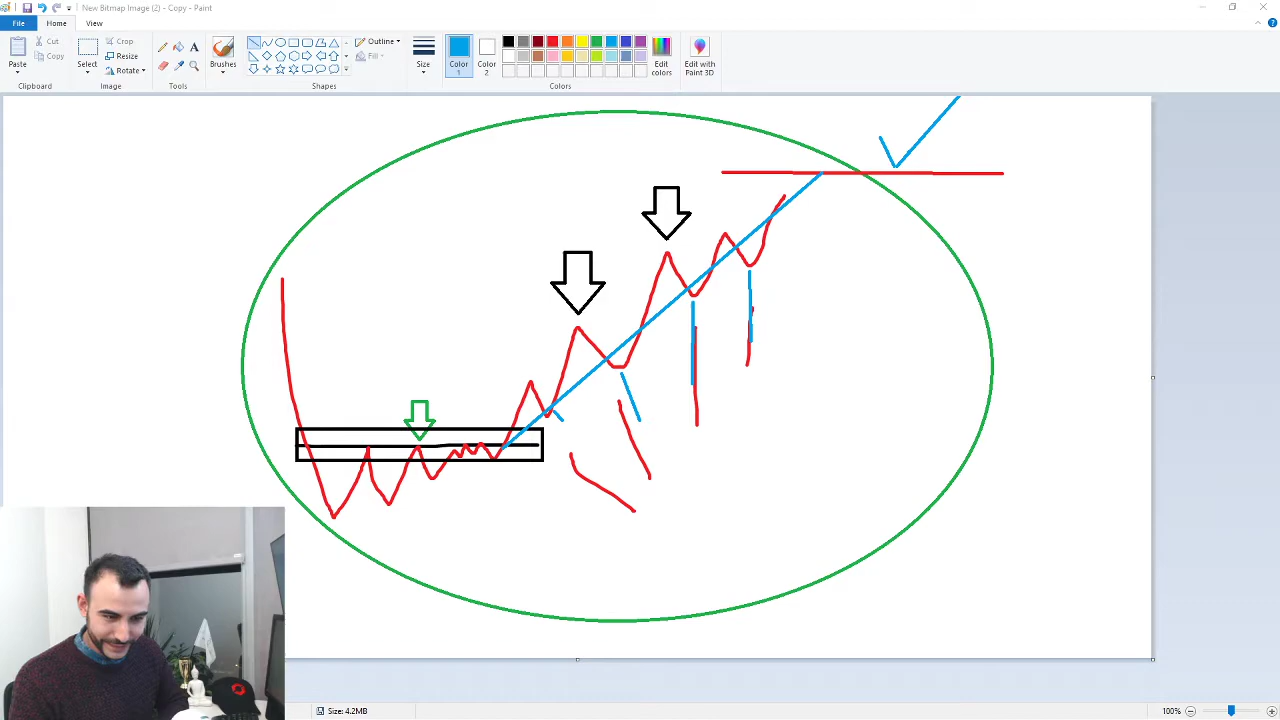 New Bitmap Image (2) - Copy - Paint
File Home View
Paste
Cut
Copy
Clipboard
Select
Crop
Resize
Rotate
Image
A
Tools
Brushes
Shapes
Outline
Fill
Size
Color 1
Color 2
Colors
Edit colors
Edit with Paint 3D
Size: 4.2MB
100%